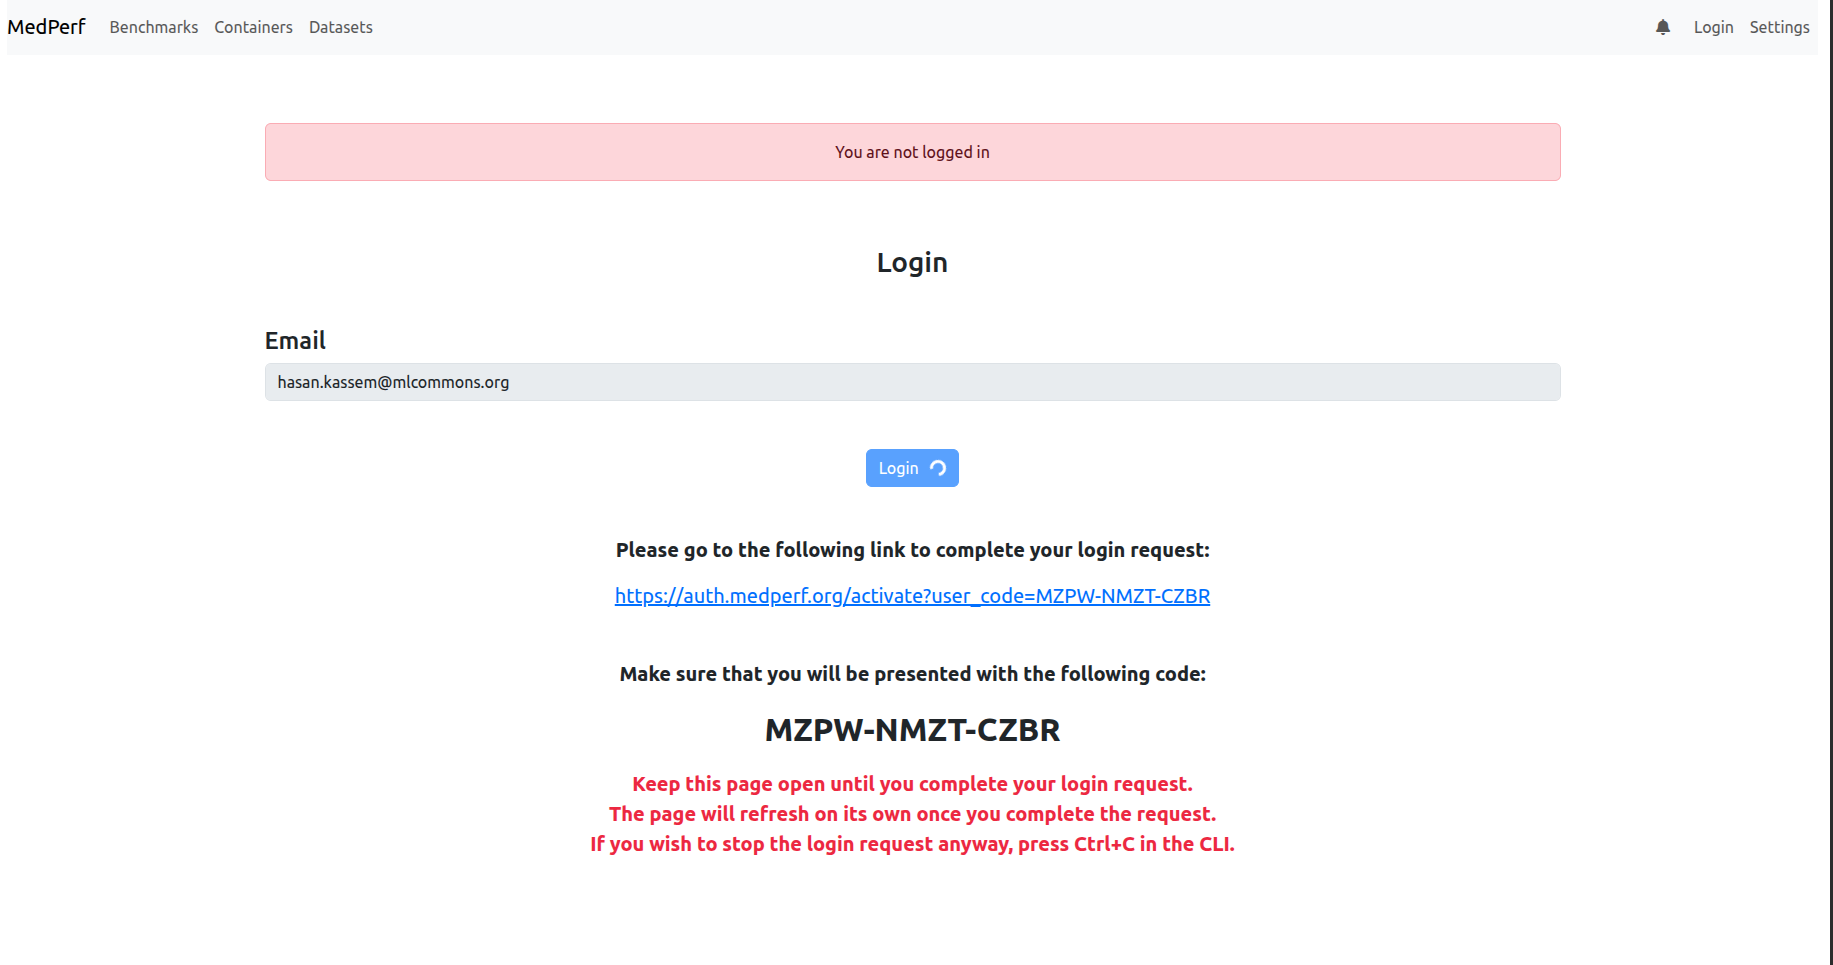 MedPerf Benchmarks Containers Datasets Login Settings
You are not logged in
Login
Email
hasan.kassem@mlcommons.org
Login
Please go to the following link to complete your login request:
https://auth.medperf.org/activate?user_code=MZPW-NMZT-CZBR
Make sure that you will be presented with the following code:
MZPW-NMZT-CZBR
Keep this page open until you complete your login request.
The page will refresh on its own once you complete the request.
If you wish to stop the login request anyway, press Ctrl+C in the CLI.